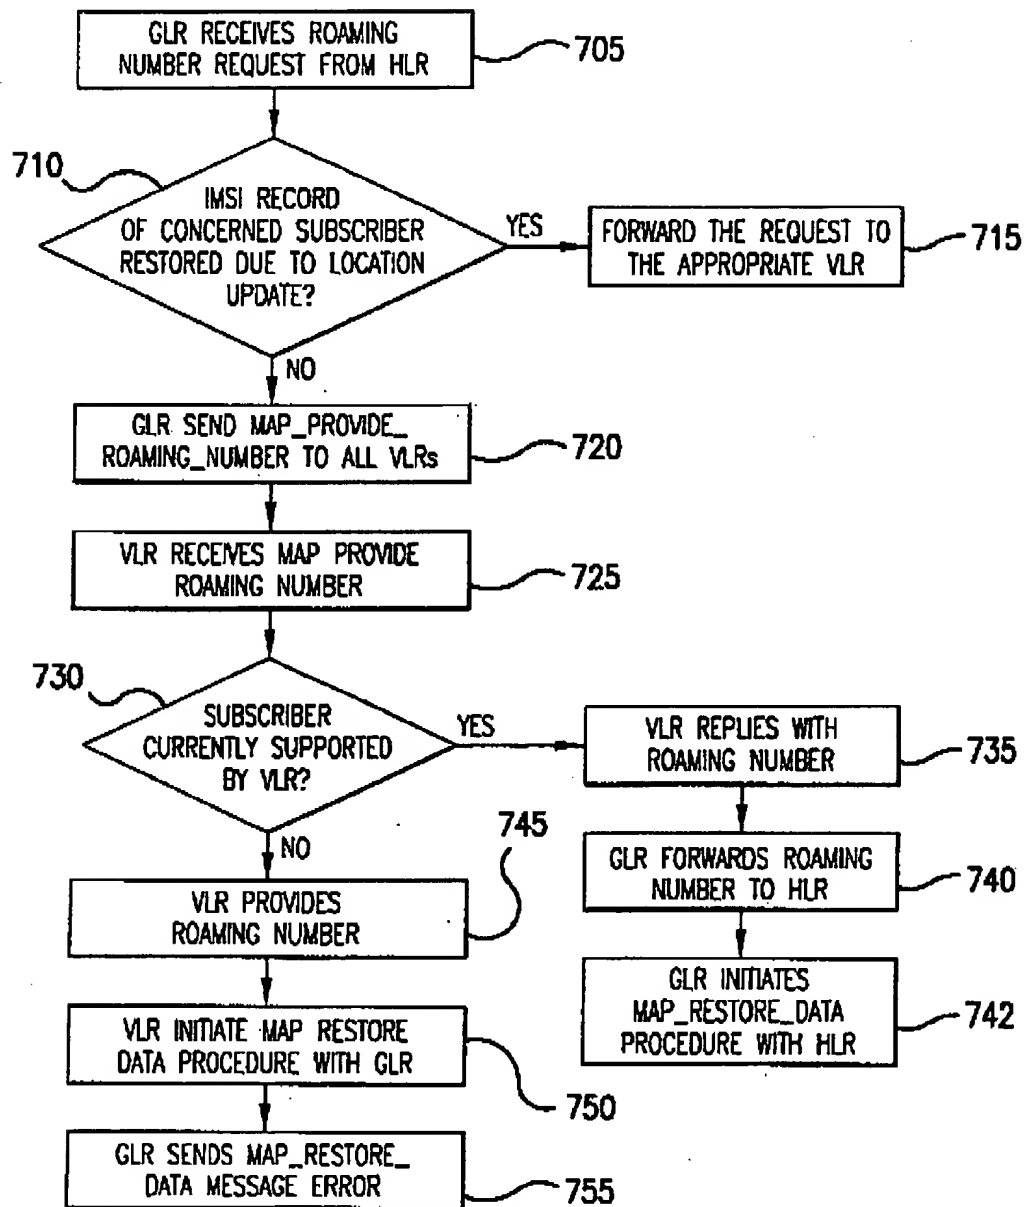 GLR RECEIVES ROAMING
NUMBER REQUEST FROM HLR
705
710
IMSI RECORD
OF CONCERNED SUBSCRIBER
RESTORED DUE TO LOCATION
UPDATE?
YES
FORWARD THE REQUEST TO
THE APPROPRIATE VLR
715
NO
GLR SEND MAP_PROVIDE_
ROAMING_NUMBER TO ALL VLRs
720
VLR RECEIVES MAP PROVIDE
ROAMING NUMBER
725
730
SUBSCRIBER
CURRENTLY SUPPORTED
BY VLR?
YES
VLR REPLIES WITH
ROAMING NUMBER
735
NO
745
GLR FORWARDS ROAMING
NUMBER TO HLR
740
VLR PROVIDES
ROAMING NUMBER
GLR INITIATES
MAP_RESTORE_DATA
PROCEDURE WITH HLR
742
VLR INITIATE MAP RESTORE
DATA PROCEDURE WITH GLR
750
GLR SENDS MAP_RESTORE_
DATA MESSAGE ERROR
755